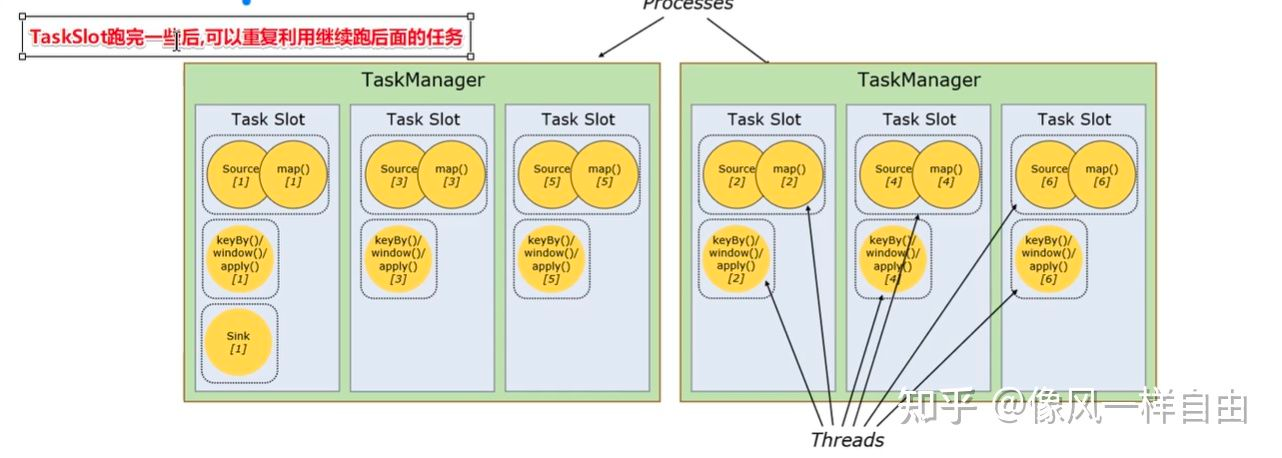 Processes
TaskSlot跑完一些后,可以重复利用继续跑后面的任务
TaskManager
Task Slot
Source
[1]
map()
[1]
keyBy()/
window()/
apply()
[1]
Sink
[1]
Task Slot
Source
[3]
map()
[3]
keyBy()/
window()/
apply()
[3]
Task Slot
Source
[5]
map()
[5]
keyBy()/
window()/
apply()
[5]
TaskManager
Task Slot
Source
[2]
map()
[2]
keyBy()/
window()/
apply()
[2]
Task Slot
Source
[4]
map()
[4]
keyBy()/
window()/
apply()
[4]
Task Slot
Source
[6]
map()
[6]
keyBy()/
window()/
apply()
[6]
Threads
知乎 @像风一样自由